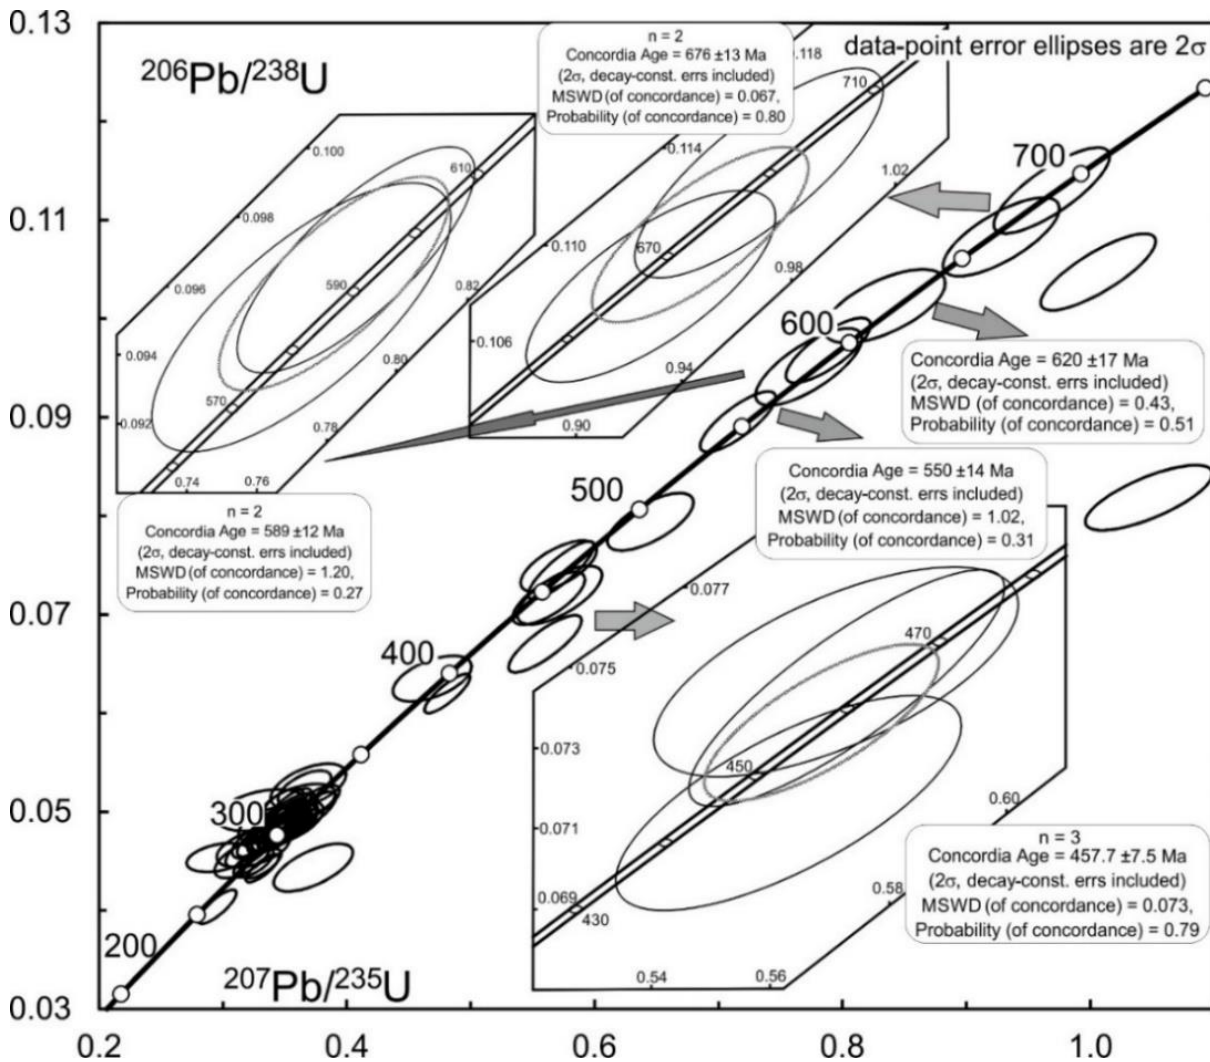 0.13
0.11
0.09
0.07
0.05
0.03
206Pb/238U
data-point error ellipses are 2σ
n = 2
Concordia Age = 676 ±13 Ma
(2σ, decay-const. errs included)
MSWD (of concordance) = 0.067,
Probability (of concordance) = 0.80
0.100
0.098
0.096
0.094
0.092
610
590
570
0.74
0.76
0.78
0.80
0.82
n = 2
Concordia Age = 589 ±12 Ma
(2σ, decay-const. errs included)
MSWD (of concordance) = 1.20,
Probability (of concordance) = 0.27
0.118
0.114
0.110
0.106
710
670
1.02
0.98
0.94
0.90
700
600
500
400
300
200
Concordia Age = 620 ±17 Ma
(2σ, decay-const. errs included)
MSWD (of concordance) = 0.43,
Probability (of concordance) = 0.51
Concordia Age = 550 ±14 Ma
(2σ, decay-const. errs included)
MSWD (of concordance) = 1.02,
Probability (of concordance) = 0.31
0.077
0.075
0.073
0.071
0.069
470
450
430
0.54
0.56
0.58
0.60
n = 3
Concordia Age = 457.7 ±7.5 Ma
(2σ, decay-const. errs included)
MSWD (of concordance) = 0.073,
Probability (of concordance) = 0.79
207Pb/235U
0.2
0.4
0.6
0.8
1.0